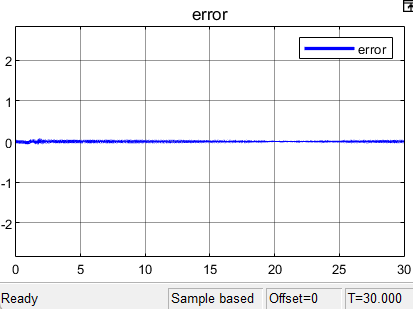 error
error
2
1
0
-1
-2
0
5
10
15
20
25
30
Ready
Sample based
Offset=0
T=30.000